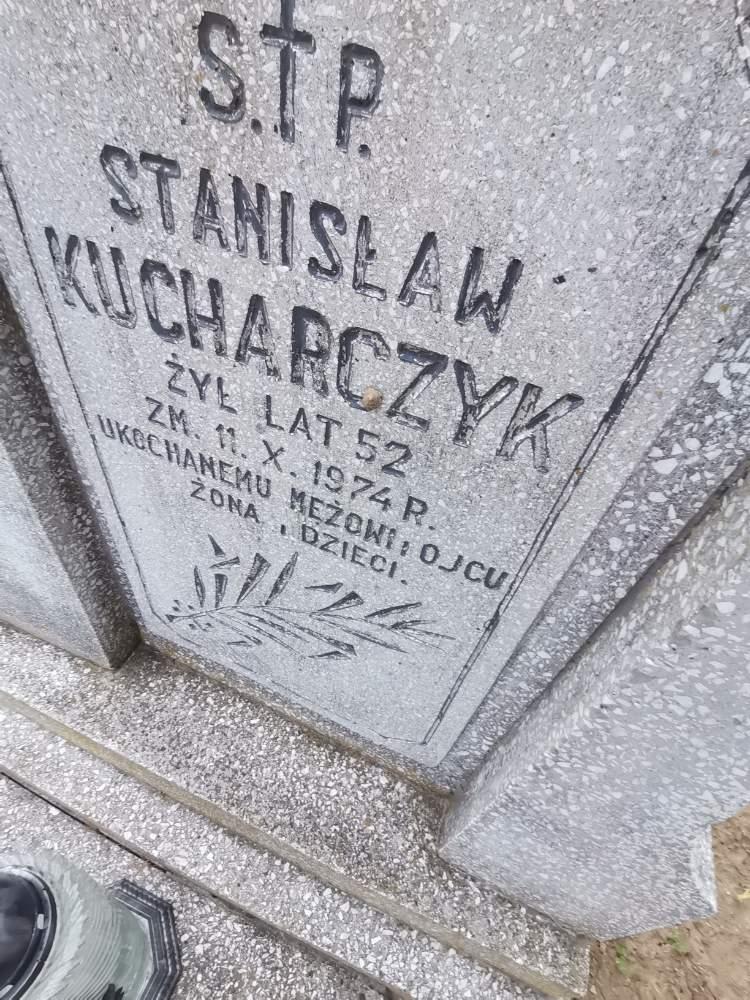 S.†P.
STANISŁAW
KUCHARCZYK
ŻYŁ LAT 52
ZM. 11. X. 1974 R.
UKOCHANEMU MĘŻOWI i OJCU
ŻONA i DZIECI.